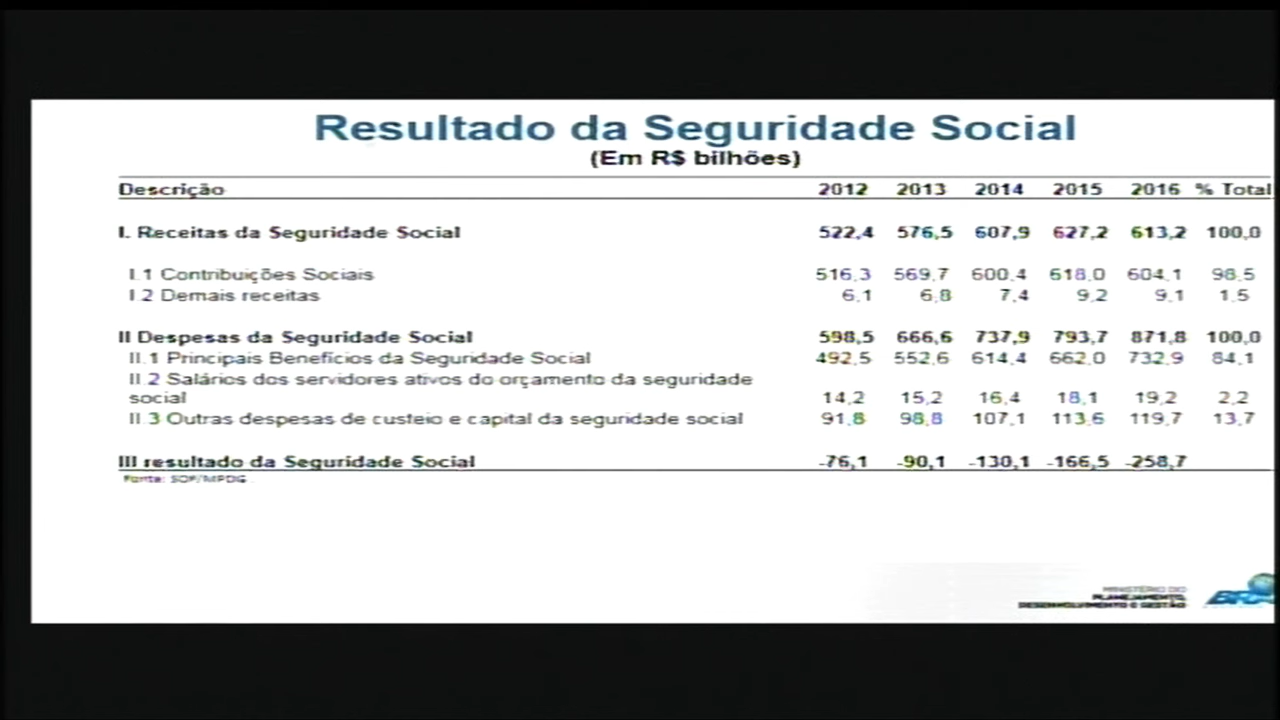 Resultado da Seguridade Social
(Em R$ bilhões)
Descrição 2012 2013 2014 2015 2016 % Total
I. Receitas da Seguridade Social 522,4 576,5 607,9 627,2 613,2 100,0
I.1 Contribuições Sociais 516,3 569,7 600,4 618,0 604,1 98,5
I.2 Demais receitas 6,1 6,8 7,4 9,2 9,1 1,5
II Despesas da Seguridade Social 598,5 666,6 737,9 793,7 871,8 100,0
II.1 Principais Benefícios da Seguridade Social 492,5 552,6 614,4 662,0 732,9 84,1
II.2 Salários dos servidores ativos do orçamento da seguridade
social 14,2 15,2 16,4 18,1 19,2 2,2
II.3 Outras despesas de custeio e capital da seguridade social 91,8 98,8 107,1 113,6 119,7 13,7
III resultado da Seguridade Social -76,1 -90,1 -130,1 -166,5 -258,7
Fonte: SOF/MPDG
MINISTÉRIO DO
PLANEJAMENTO,
DESENVOLVIMENTO E GESTÃO